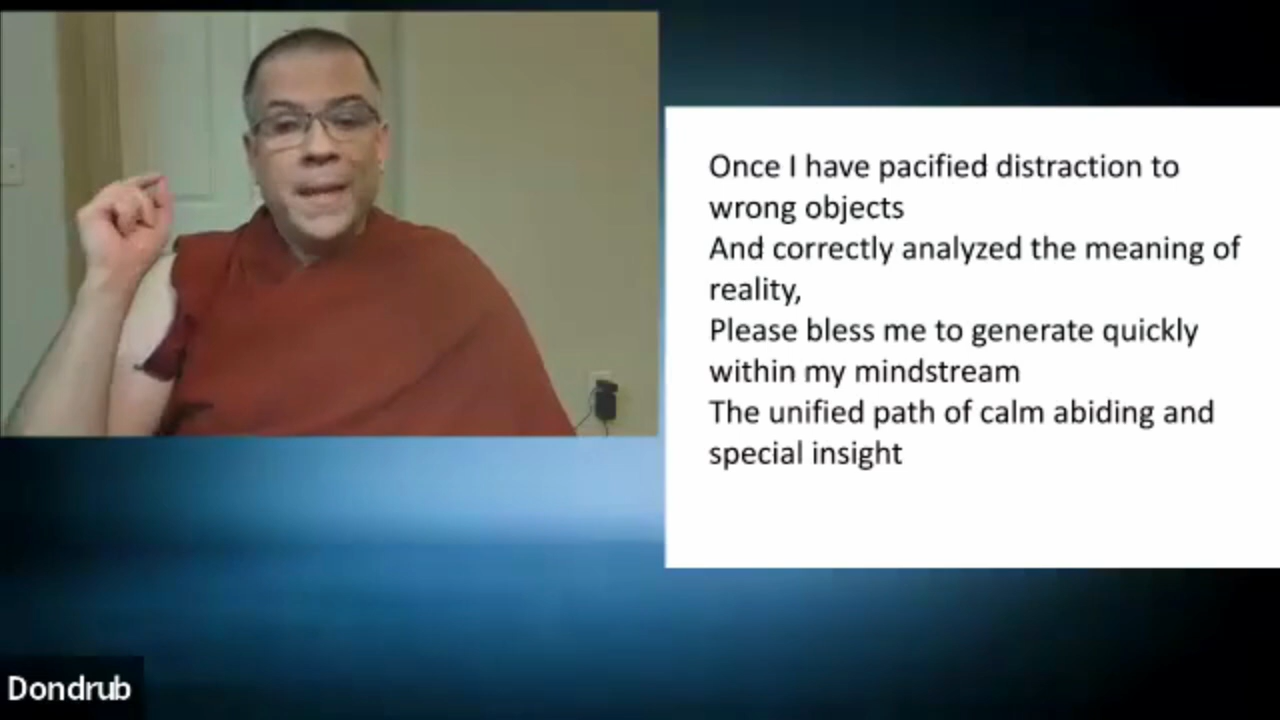 Once I have pacified distraction to
wrong objects
And correctly analyzed the meaning of
reality,
Please bless me to generate quickly
within my mindstream
The unified path of calm abiding and
special insight
Dondrub